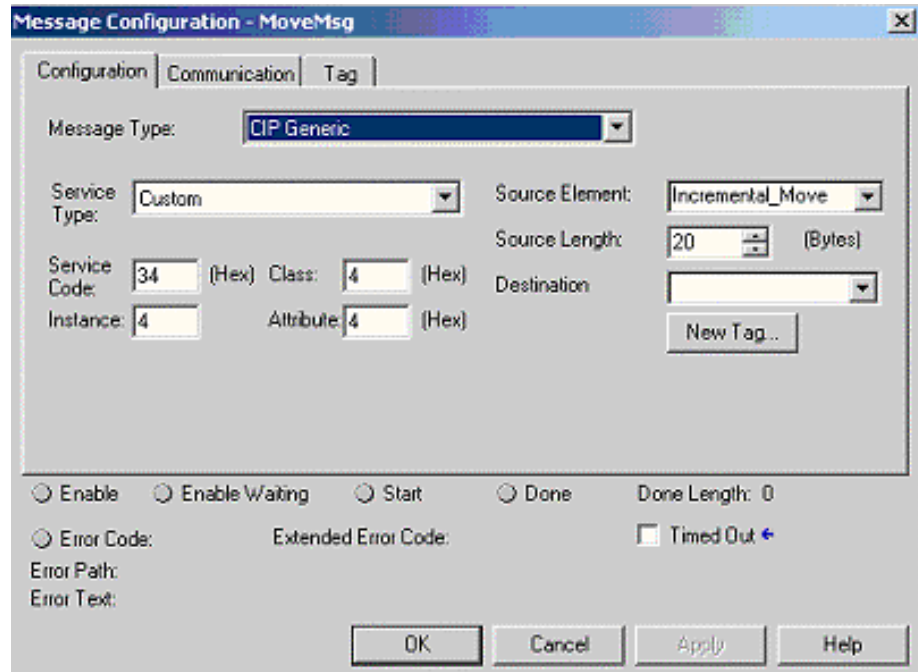 Message Configuration - MoveMsg
Configuration Communication Tag
Message Type: CIP Generic
Service Type: Custom
Source Element: Incremental_Move
Source Length: 20 (Bytes)
Service Code: 34 (Hex) Class: 4 (Hex)
Destination
Instance: 4 Attribute: 4 (Hex)
New Tag...
Enable Enable Waiting Start Done Done Length: 0
Error Code: Extended Error Code: Timed Out
Error Path:
Error Text:
OK Cancel Apply Help